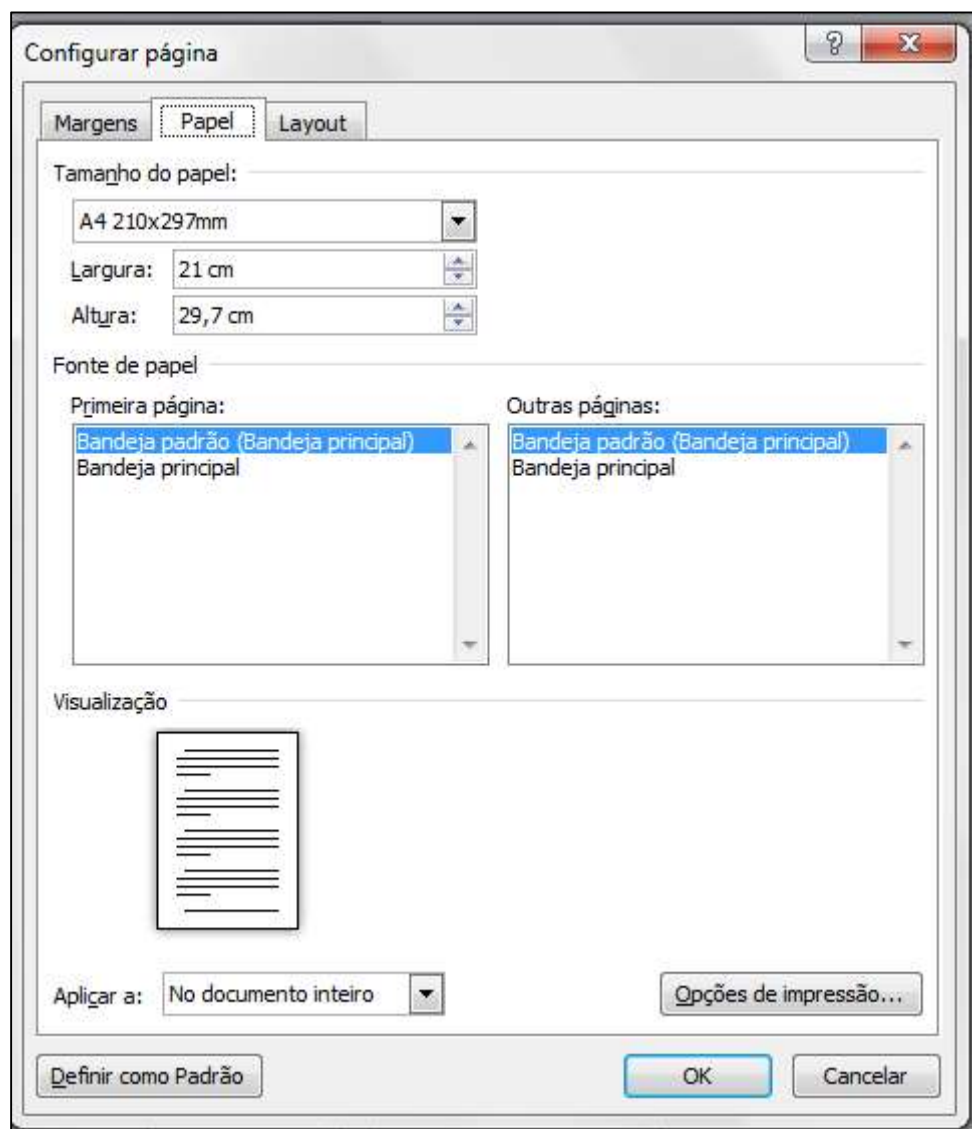 Configurar página
Margens Papel Layout
Tamanho do papel:
A4 210x297mm
Largura: 21 cm
Altura: 29,7 cm
Fonte de papel
Primeira página: Outras páginas:
Bandeja padrão (Bandeja principal) Bandeja padrão (Bandeja principal)
Bandeja principal Bandeja principal
Visualização
Aplicar a: No documento inteiro Opções de impressão...
Definir como Padrão OK Cancelar